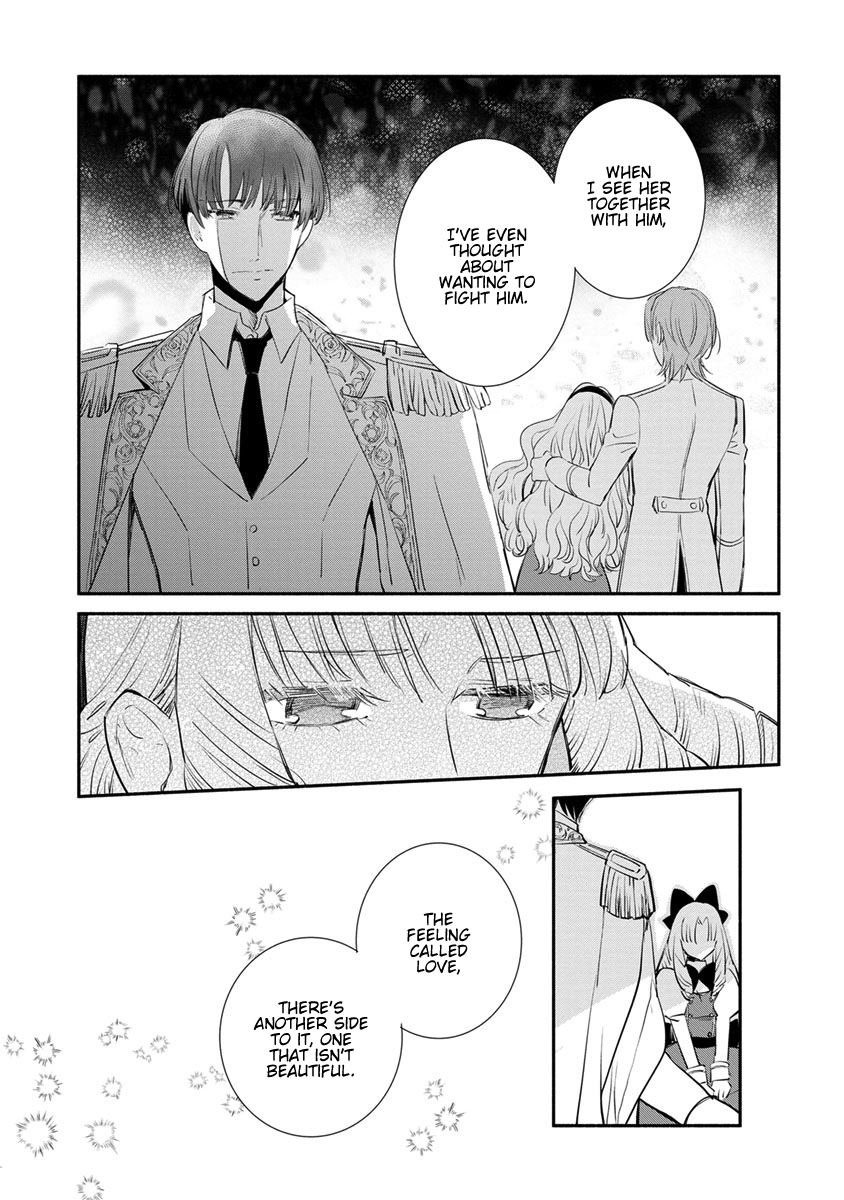 WHEN
I SEE HER
TOGETHER
WITH HIM,
I'VE EVEN
THOUGHT
ABOUT
WANTING TO
FIGHT HIM.
THE
FEELING
CALLED
LOVE,
THERE'S
ANOTHER SIDE
TO IT, ONE
THAT ISN'T
BEAUTIFUL.